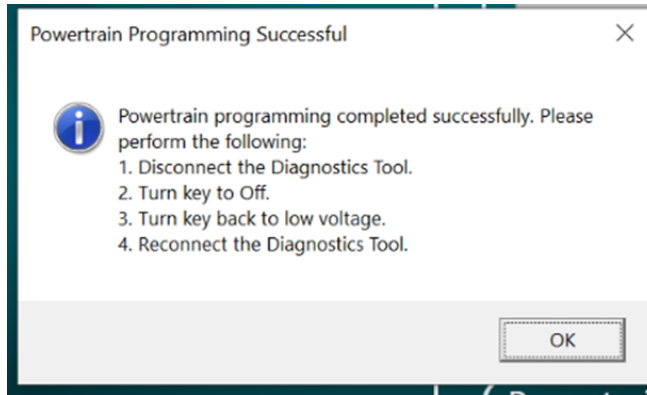 Powertrain Programming Successful
Powertrain programming completed successfully. Please
perform the following:
1. Disconnect the Diagnostics Tool.
2. Turn key to Off.
3. Turn key back to low voltage.
4. Reconnect the Diagnostics Tool.
OK